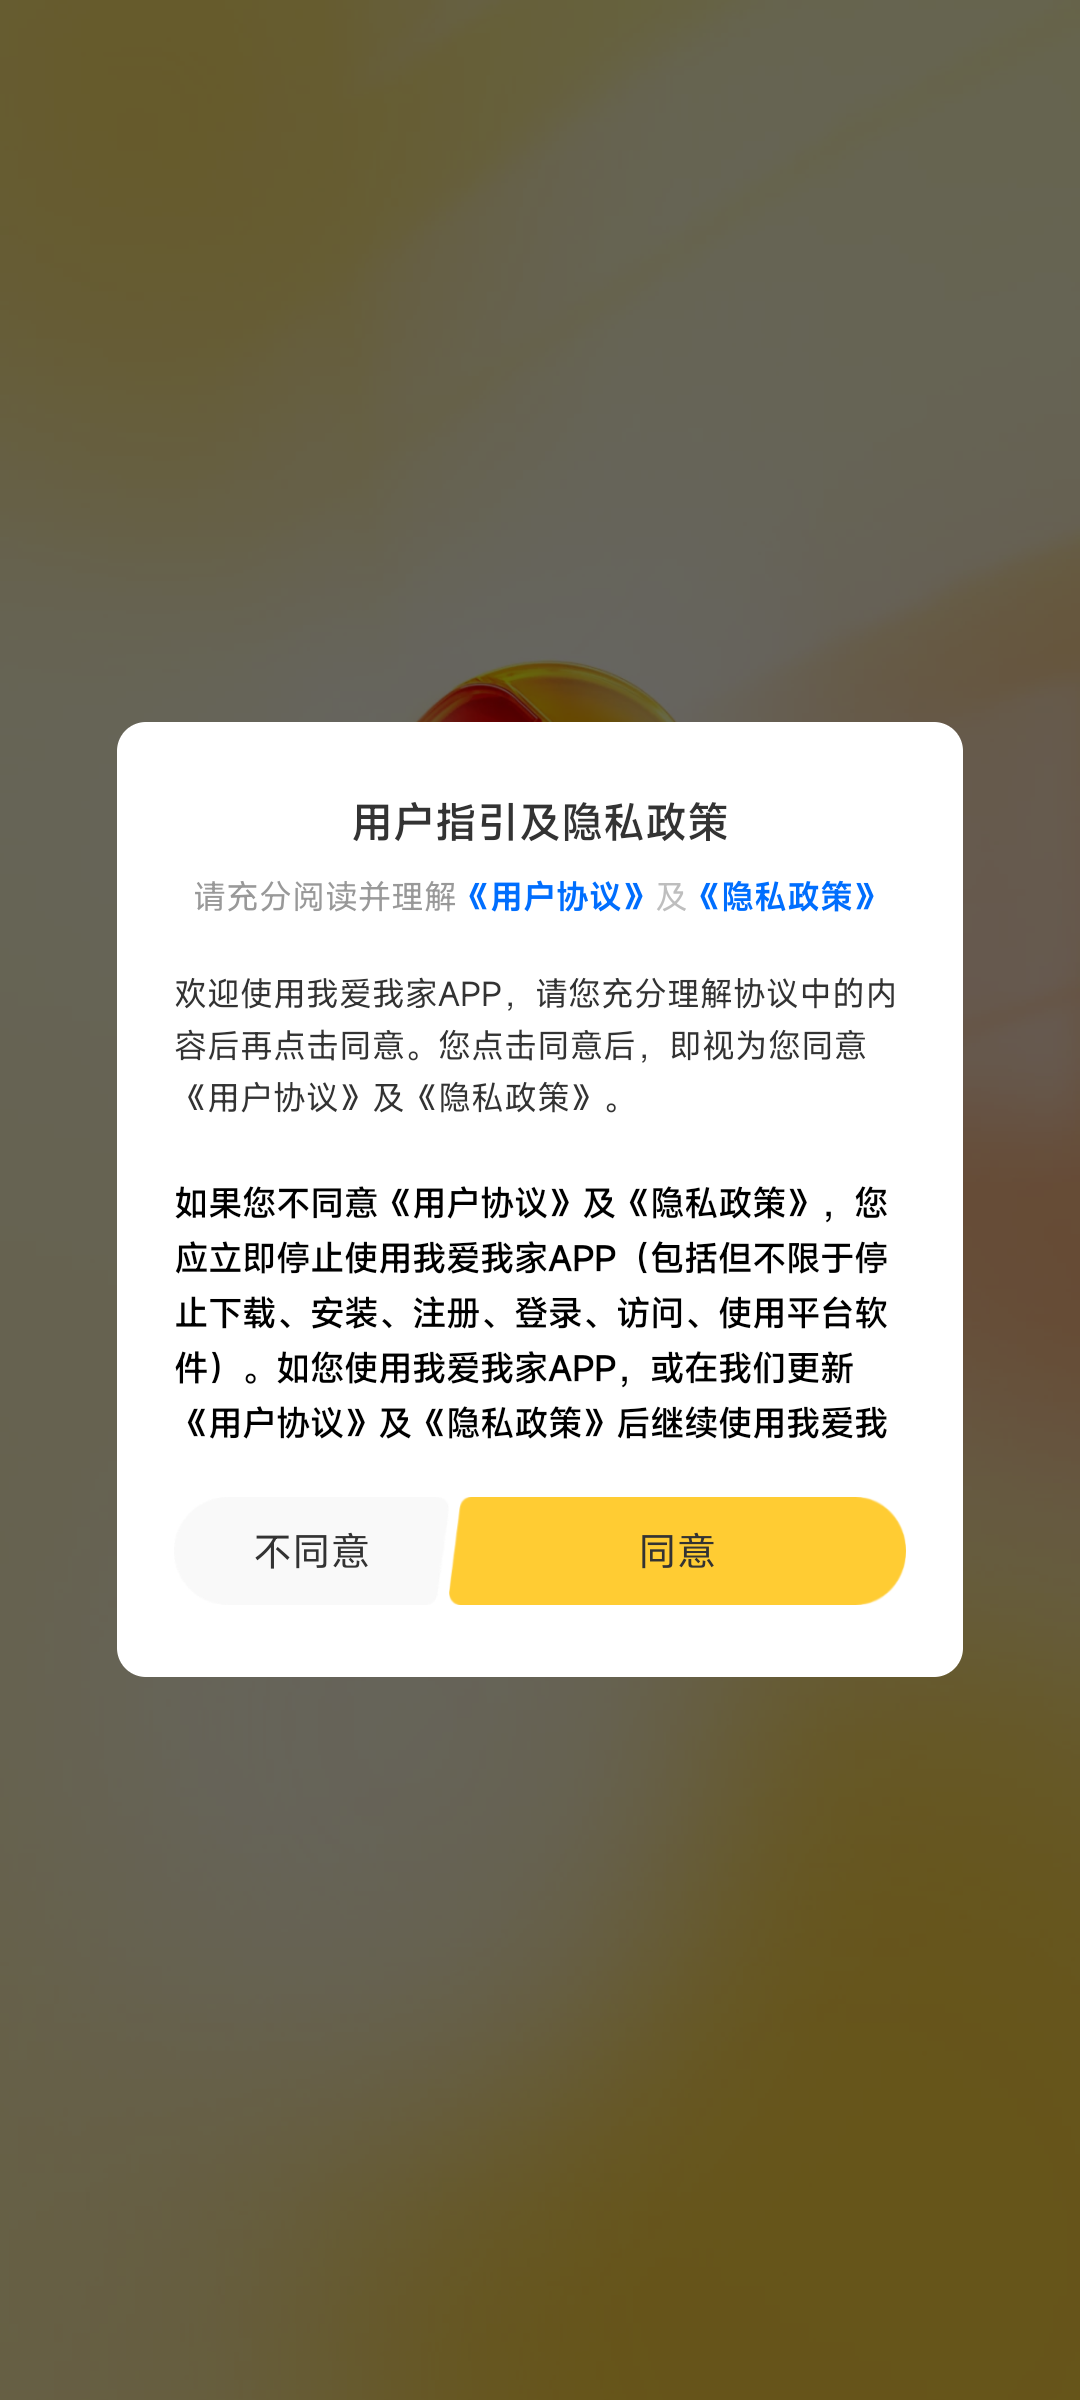 用户指引及隐私政策
请充分阅读并理解《用户协议》及《隐私政策》
欢迎使用我爱我家APP，请您充分理解协议中的内
容后再点击同意。您点击同意后，即视为您同意
《用户协议》及《隐私政策》。
如果您不同意《用户协议》及《隐私政策》，您
应立即停止使用我爱我家APP（包括但不限于停
止下载、安装、注册、登录、访问、使用平台软
件）。如您使用我爱我家APP，或在我们更新
《用户协议》及《隐私政策》后继续使用我爱我
不同意 同意